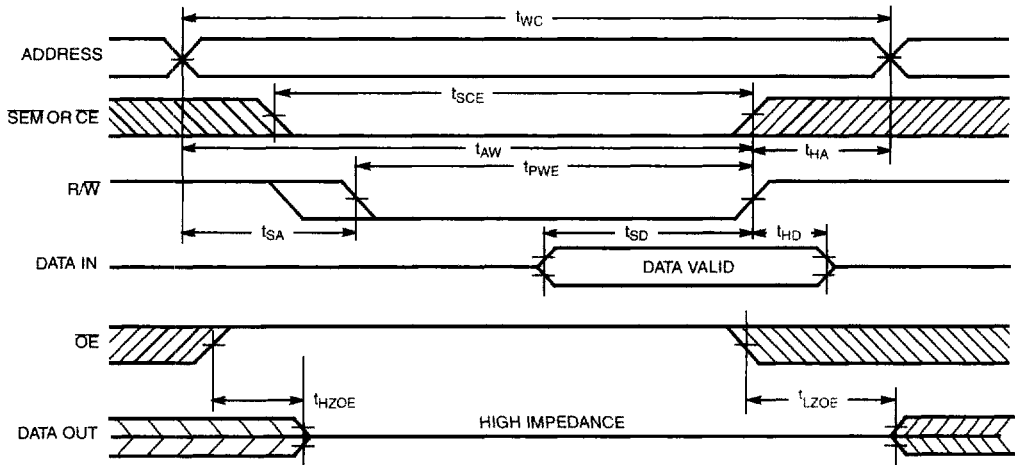 tWC
ADDRESS
tSCE
SEM OR CE
tAW
tHA
tPWE
R/W
tSA
tSD
tHD
DATA IN
DATA VALID
OE
tHZOE
tLZOE
HIGH IMPEDANCE
DATA OUT